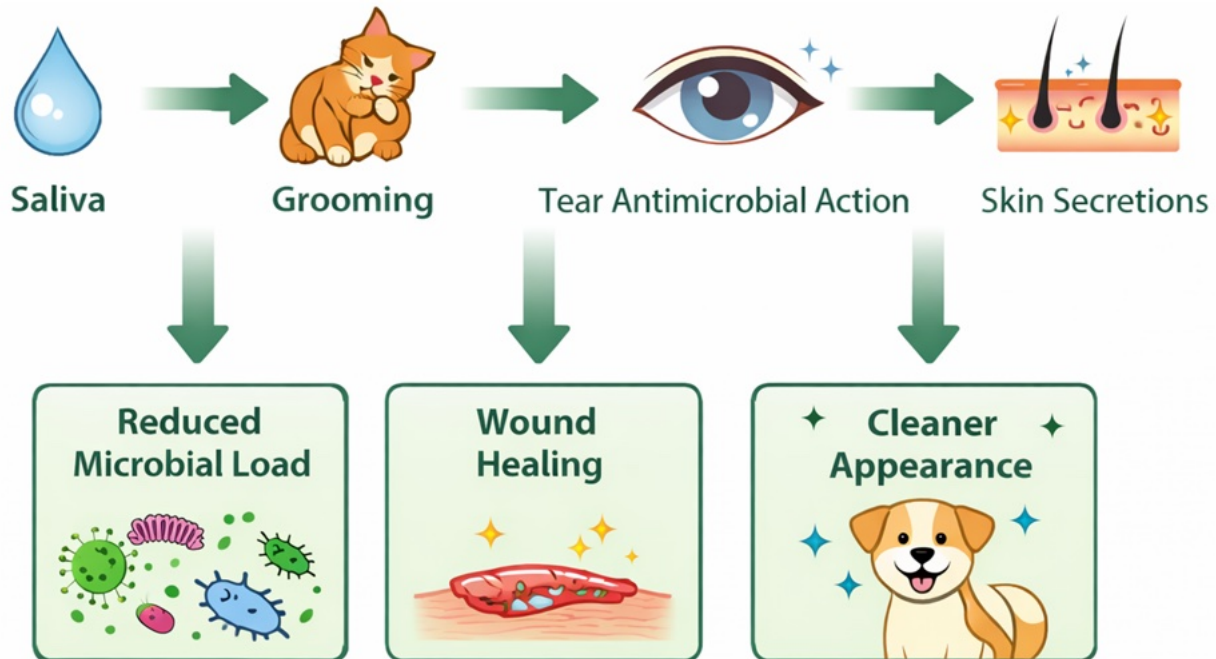 Saliva
Grooming
Tear Antimicrobial Action
Skin Secretions
Reduced
Microbial Load
Wound
Healing
Cleaner
Appearance